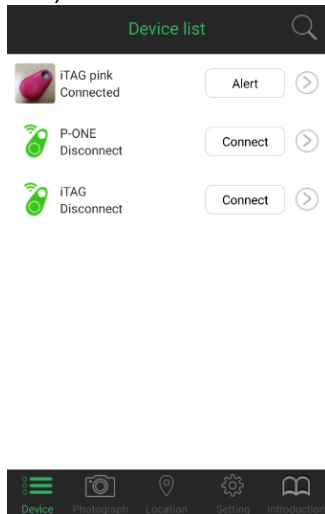 Device list
iTAG pink
Connected
Alert
P-ONE
Disconnect
Connect
iTAG
Disconnect
Connect
Device Photograph Location Setting Introduction